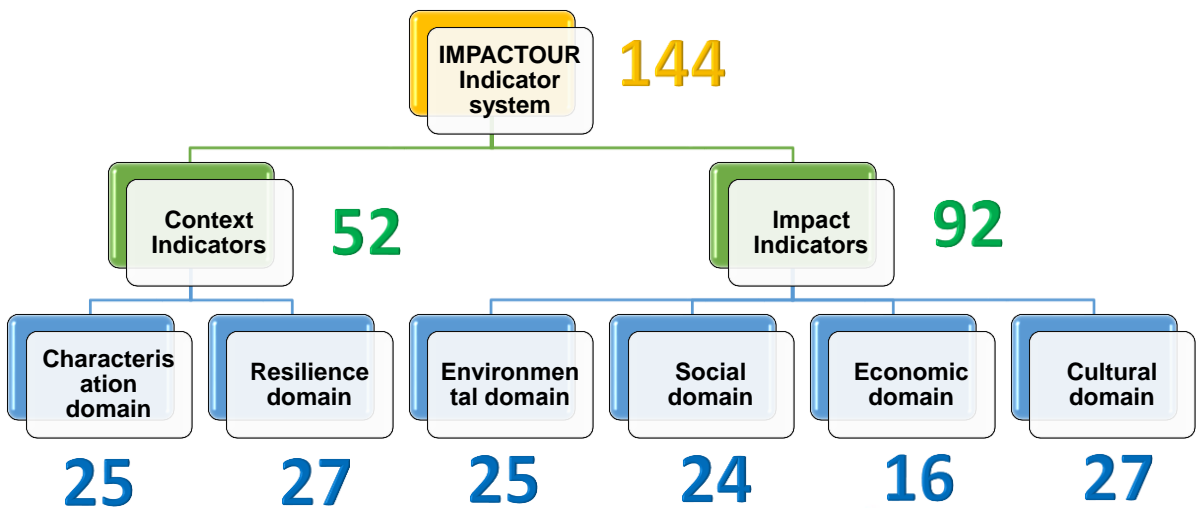 IMPACTOUR
Indicator
system
144
Context
Indicators
52
Impact
Indicators
92
Characteris
ation
domain
Resilience
domain
Environmen
tal domain
Social
domain
Economic
domain
Cultural
domain
25
27
25
24
16
27